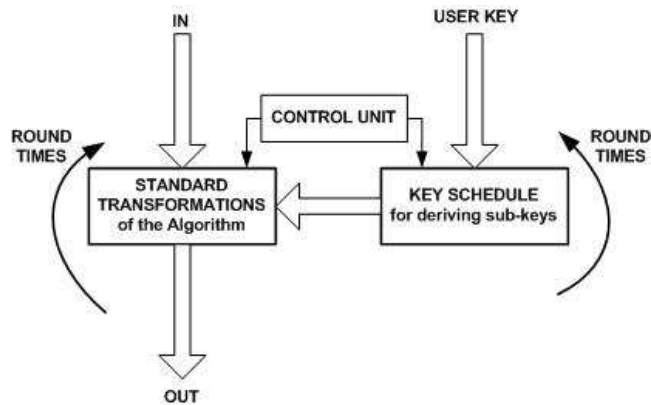 IN
USER KEY
CONTROL UNIT
ROUND
TIMES
ROUND
TIMES
STANDARD
TRANSFORMATIONS
of the Algorithm
KEY SCHEDULE
for deriving sub-keys
OUT